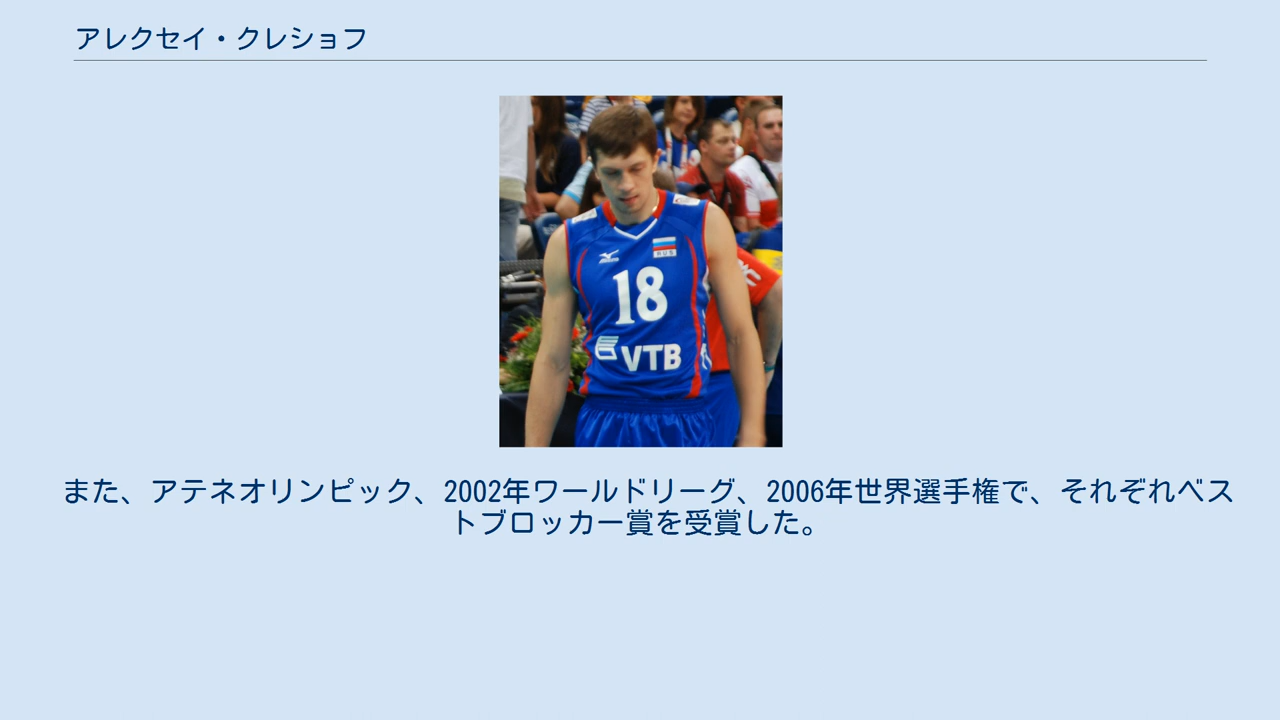 アレクセイ・クレショフ
RUS
18
VTB
また、アテネオリンピック、2002年ワールドリーグ、2006年世界選手権で、それぞれベス
トブロッカー賞を受賞した。